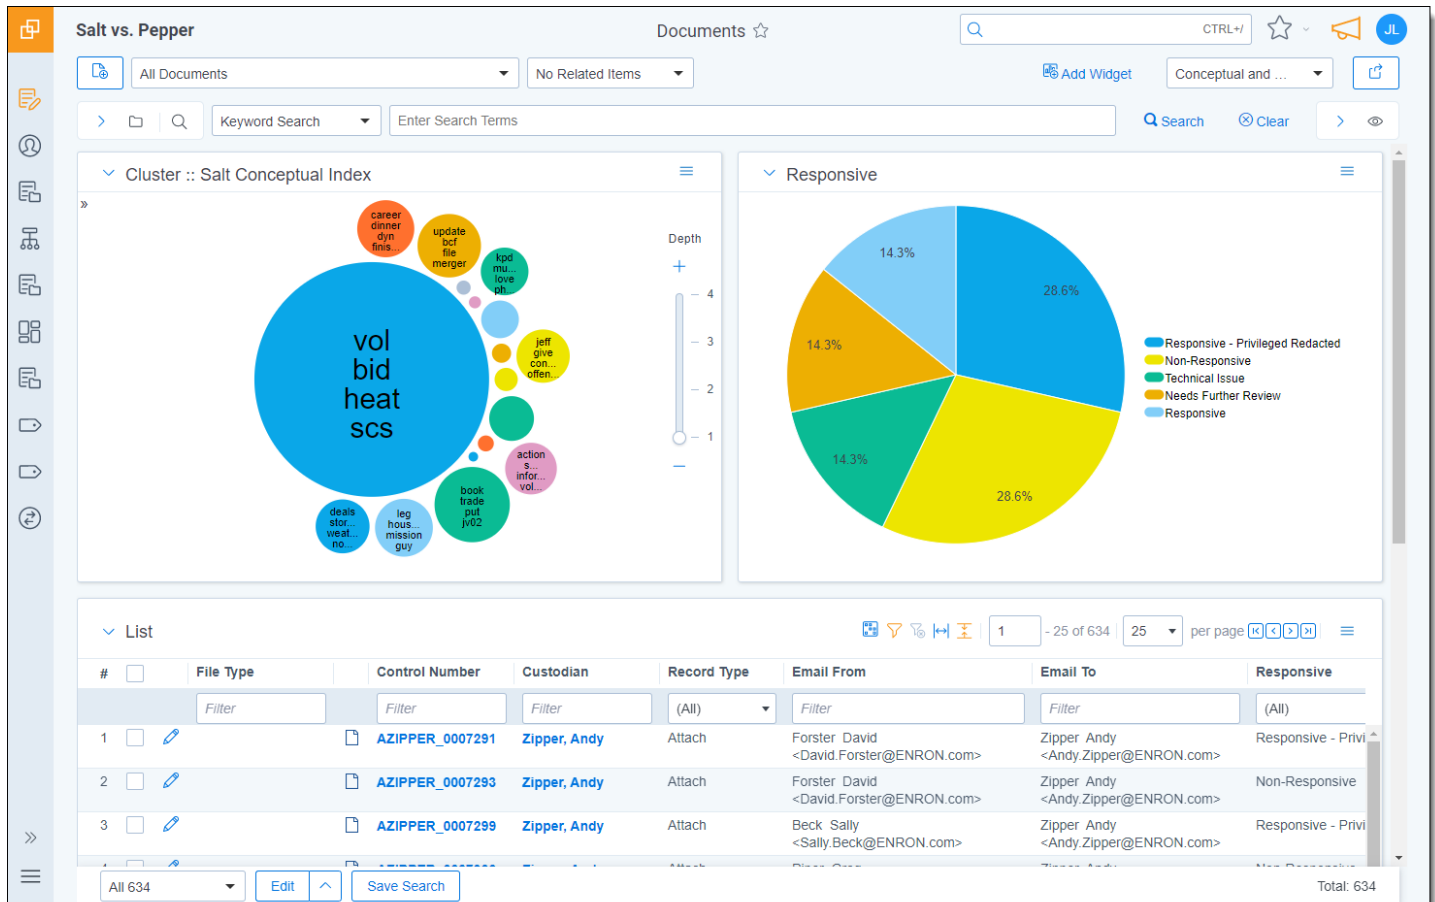 Salt vs. Pepper
Documents
CTRL+/
JL
All Documents
No Related Items
Add Widget
Conceptual and ...
Keyword Search
Enter Search Terms
Search
Clear
Cluster :: Salt Conceptual Index
»
career
dinner
dyn
finis...
update
bcf
file
merger
kpd
mu...
love
ph...
vol
bid
heat
scs
jeff
give
con...
offen...
action
s...
infor...
vol...
book
trade
put
jv02
deals
stor...
weat...
no...
leg
hous...
mission
guy
Depth
+
4
3
2
1
−
Responsive
14.3%
28.6%
14.3%
14.3%
28.6%
Responsive - Privileged Redacted
Non-Responsive
Technical Issue
Needs Further Review
Responsive
List
1 - 25 of 634 25 per page
# File Type Control Number Custodian Record Type Email From Email To Responsive
Filter Filter Filter (All) Filter Filter (All)
1 AZIPPER_0007291 Zipper, Andy Attach Forster David Zipper Andy Responsive - Privi
<David.Forster@ENRON.com> <Andy.Zipper@ENRON.com>
2 AZIPPER_0007293 Zipper, Andy Attach Forster David Zipper Andy Non-Responsive
<David.Forster@ENRON.com> <Andy.Zipper@ENRON.com>
3 AZIPPER_0007299 Zipper, Andy Attach Beck Sally Zipper Andy Responsive - Privi
<Sally.Beck@ENRON.com> <Andy.Zipper@ENRON.com>
All 634
Edit
Save Search
Total: 634